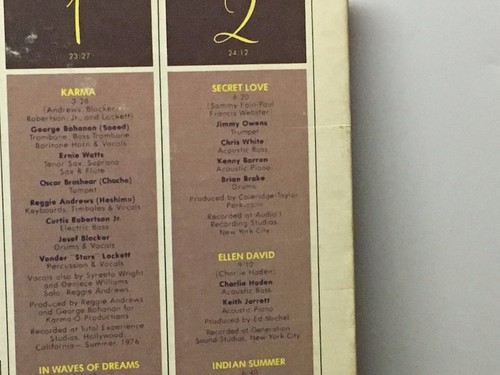 1
23:27
KARMA
3:26
(Andrews, Blocker,
Robertson, Jr., and Lockett)
George Bohanon (Saeed)
Trombone, Bass Trombone
Baritone Horn & Vocals
Ernie Watts
Tenor Sax, Soprano
Sax & Flute
Oscar Brashear (Chache)
Tumpet
Reggie Andrews (Heshimu)
Keyboards, Timbales & Vocals
Curtis Robertson Jr.
Electric Bass
Josef Blocker
Drums & Vocals
Vander "Stars" Lockett
Percussion & Vocals
Vocals also by Syreeta Wright
and Deniece Williams
Solo: Reggie Andrews
Produced by Reggie Andrews
and George Bohanon for
Karma-O-Productions
Recorded at Total Experience
Studios, Hollywood
California— Summer, 1976
IN WAVES OF DREAMS
2
24:12
SECRET LOVE
6:20
(Sammy Fain-Paul
Francis Webster)
Jimmy Owens
Trumpet
Chris White
Acoustic Bass
Kenny Barron
Acoustic Piano
Brian Brake
Drums
Produced by Coleridge-Taylor
Perkinson
Recorded at Audio I
Recording Studios,
New York City
ELLEN DAVID
(Charlie Haden)
Charlie Haden
Acoustic Bass
Keith Jarrett
Acoustic Piano
Produced by Ed Michel
Recorded at Generation
Sound Studios, New York City
INDIAN SUMMER